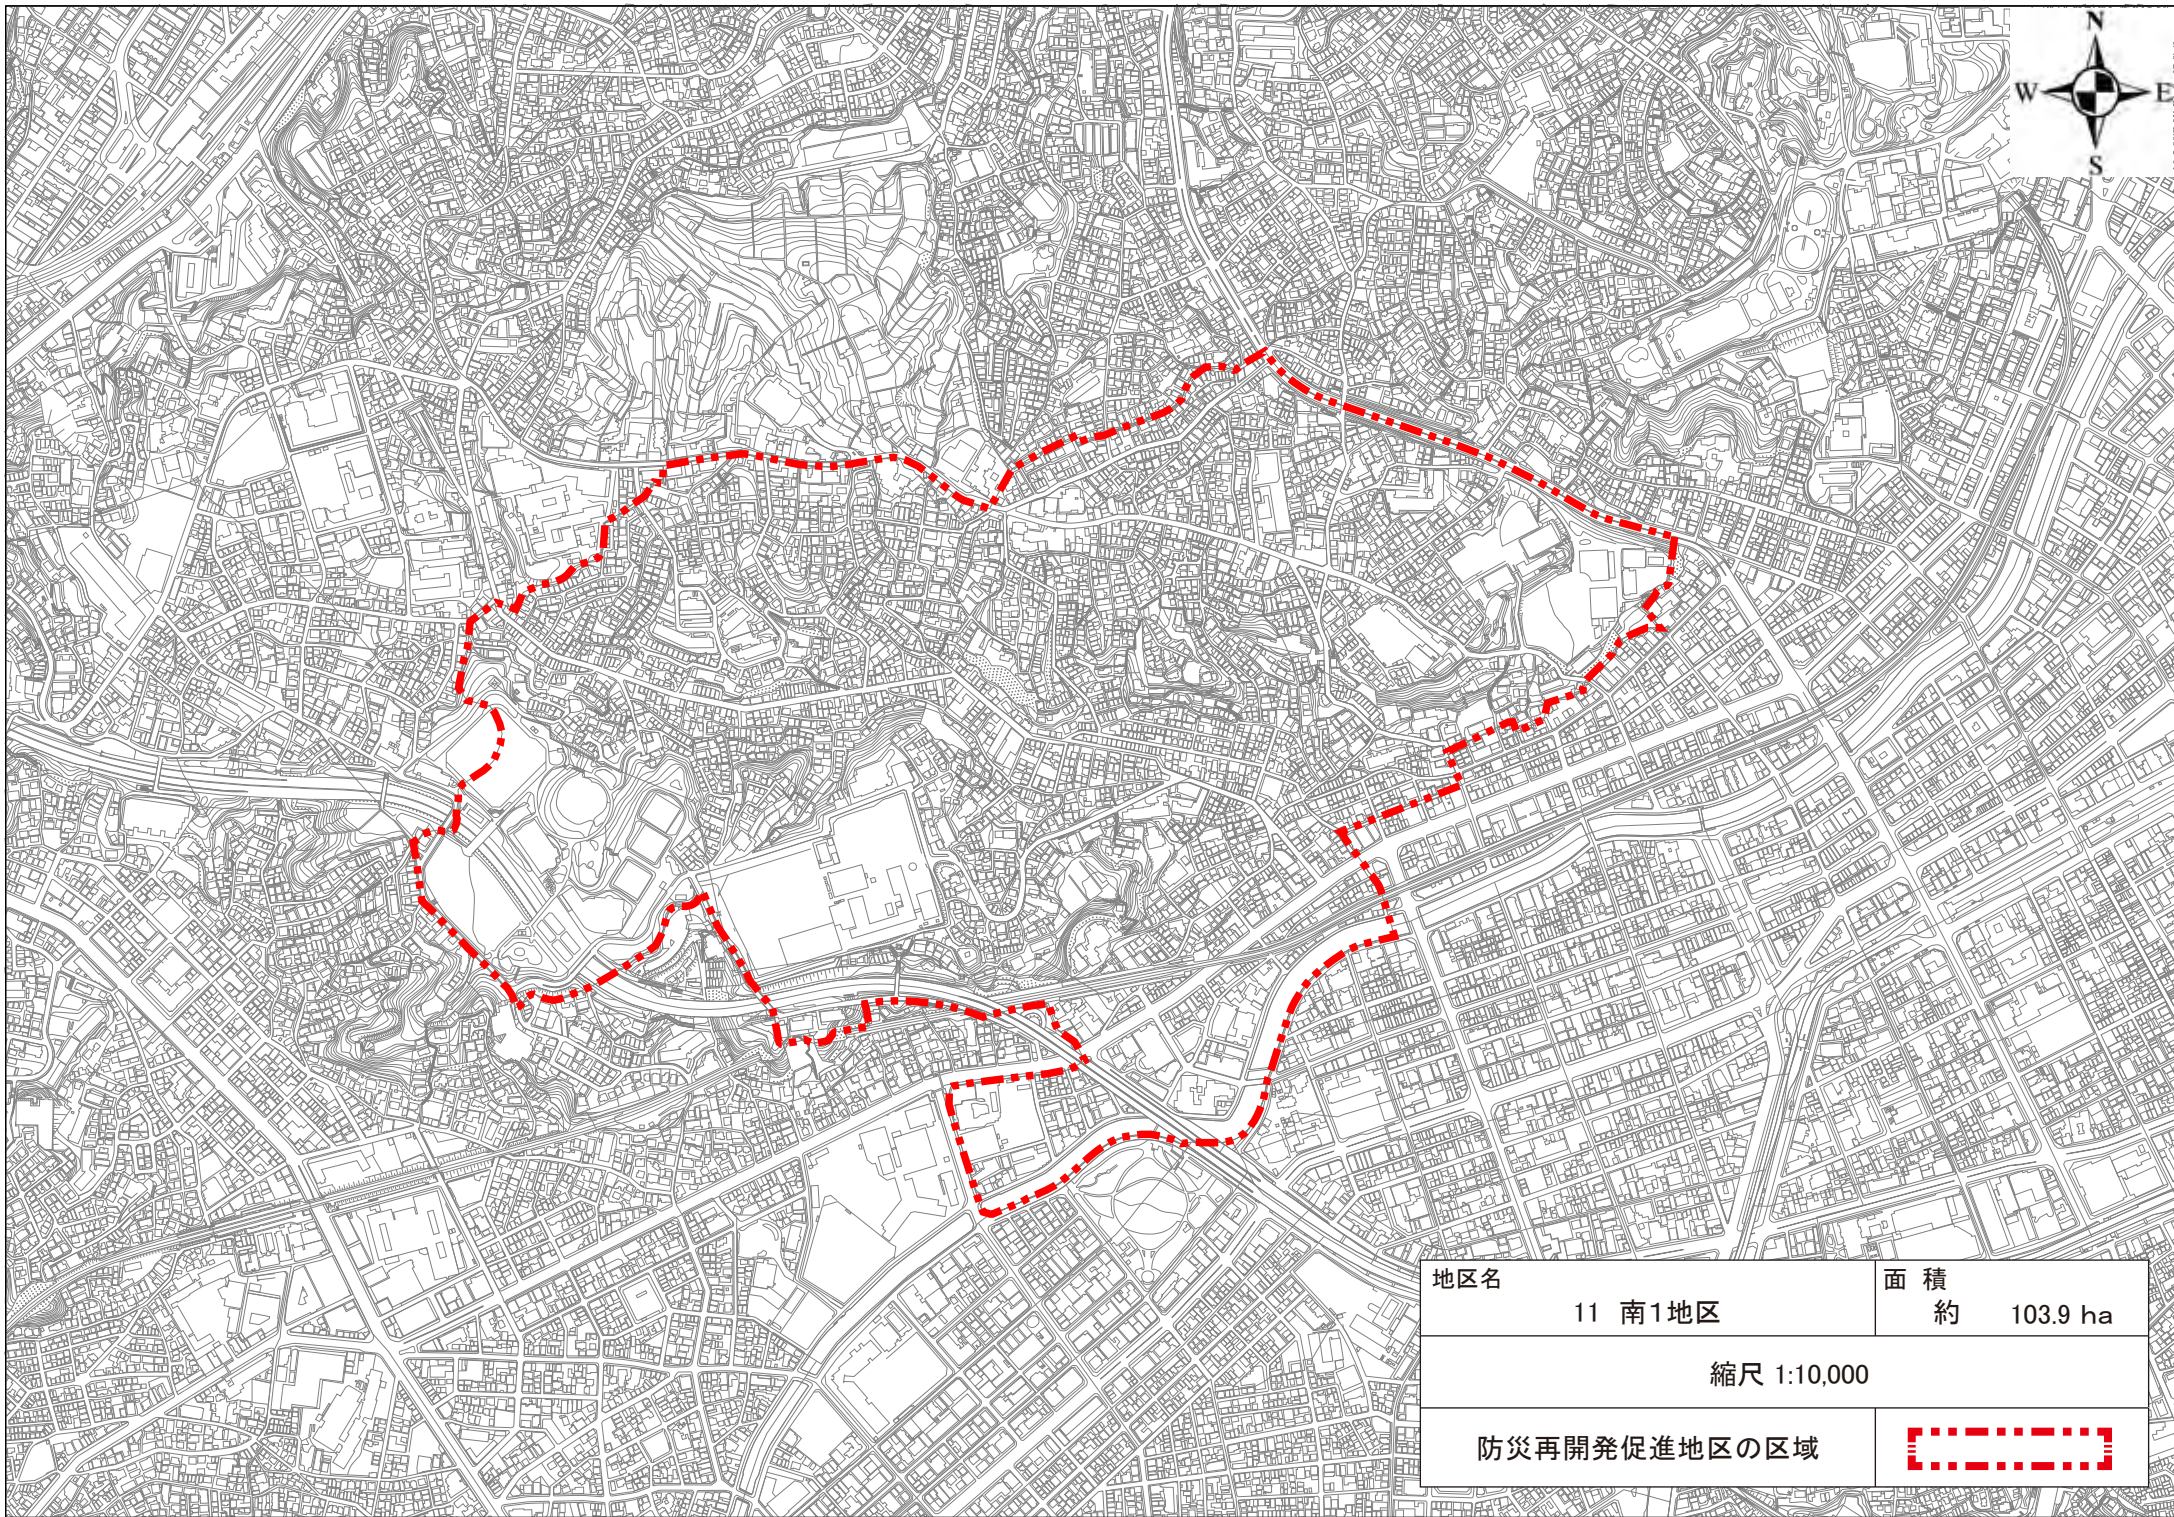 N
W E
S
地区名
11 南1地区
面 積
約 103.9 ha
縮尺 1:10,000
防災再開発促進地区の区域